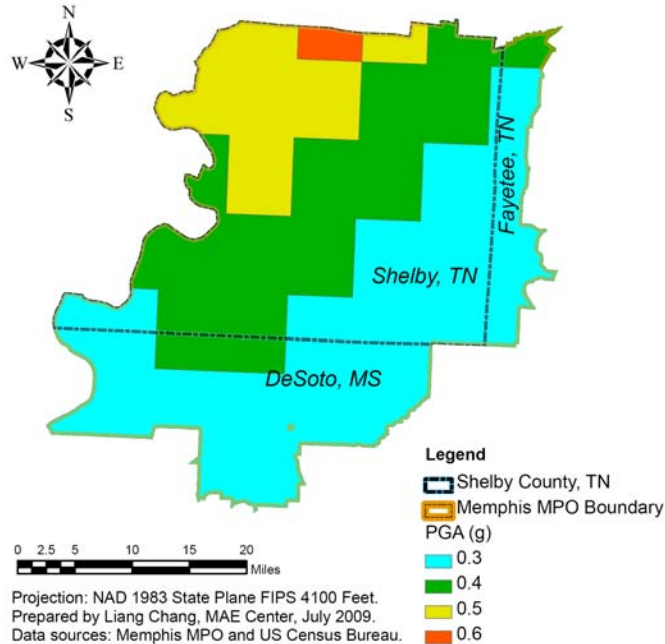 N
W E
S
Fayetee, TN
Shelby, TN
DeSoto, MS
Legend
Shelby County, TN
Memphis MPO Boundary
PGA (g)
0.3
0.4
0.5
0.6
0 2.5 5 10 15 20
Miles
Projection: NAD 1983 State Plane FIPS 4100 Feet.
Prepared by Liang Chang, MAE Center, July 2009.
Data sources: Memphis MPO and US Census Bureau.